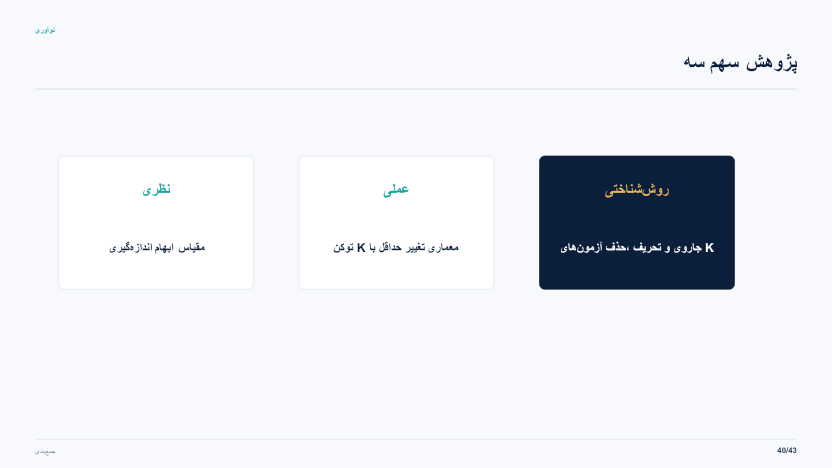 نوآوری
پژوهش سهم سه
روش‌شناختی
K جاروی و تحریف ،حذف آزمون‌های
عملی
معماری تغییر حداقل با K توکن
نظری
مقیاس ابهام اندازه‌گیری
40/43
جمع‌بندی